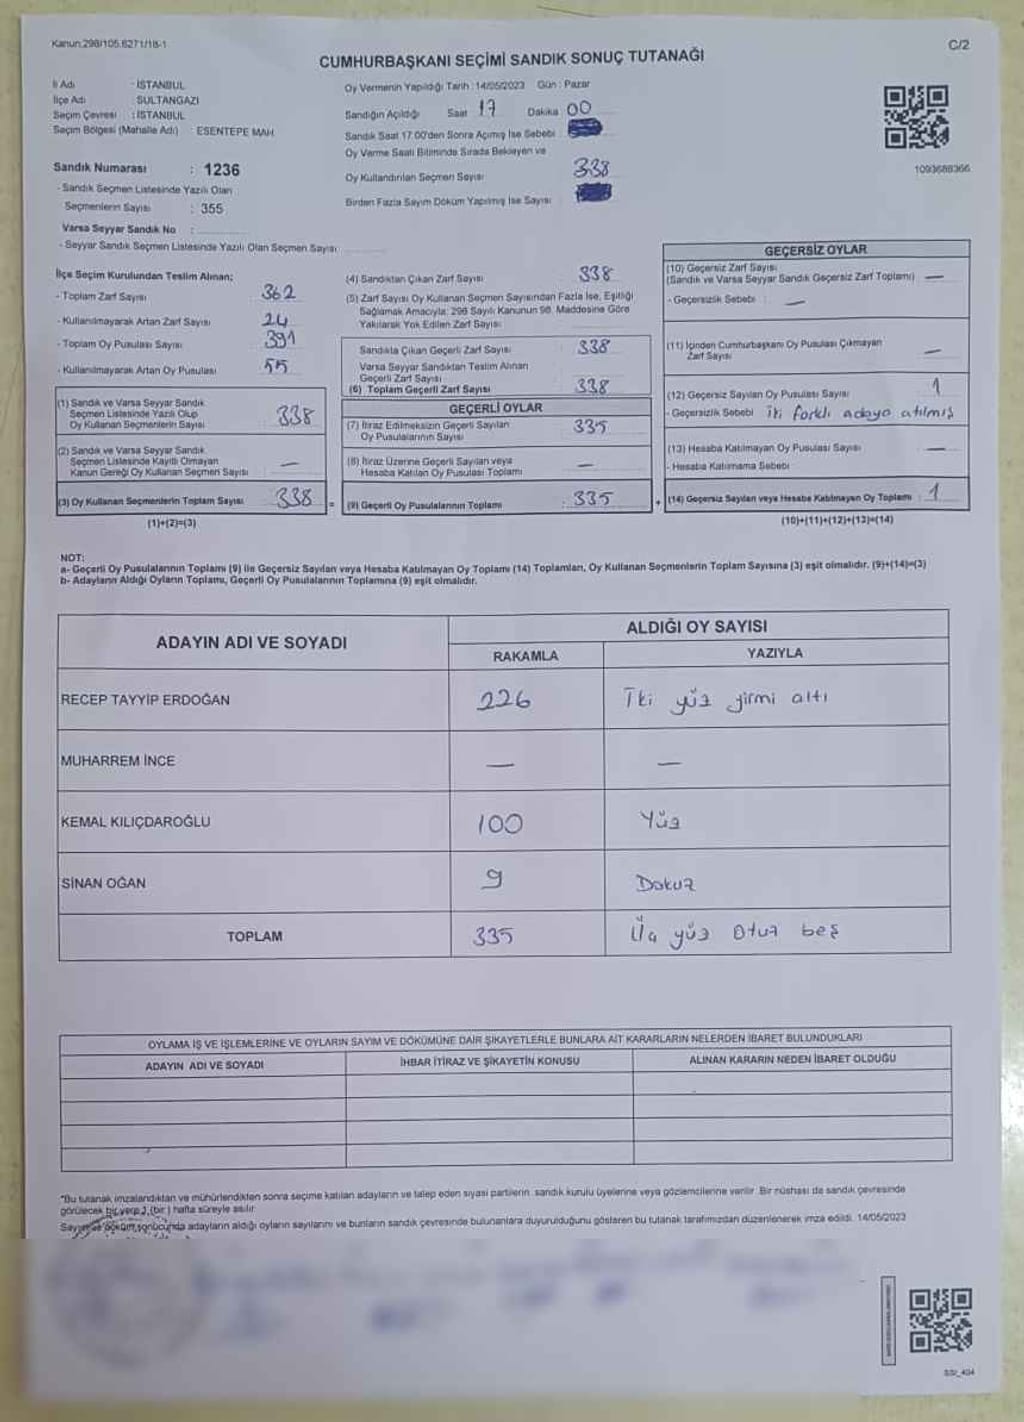 Kanun:298/105.6271/18-1
C/2
CUMHURBAŞKANI SEÇİMİ SANDIK SONUÇ TUTANAĞI
İl Adı : İSTANBUL
İlçe Adı : SULTANGAZI
Seçim Çevresi : İSTANBUL
Seçim Bölgesi (Mahalle Adı) : ESENTEPE MAH.
Sandık Numarası : 1236
- Sandık Seçmen Listesinde Yazılı Olan
Seçmenlerin Sayısı : 355
Varsa Seyyar Sandık No :
- Seyyar Sandık Seçmen Listesinde Yazılı Olan Seçmen Sayısı:
Oy Vermenin Yapıldığı Tarih : 14/05/2023 Gün : Pazar
Sandığın Açıldığı Saat 17 Dakika 00
Sandık Saat 17:00'den Sonra Açılmış İse Sebebi :
Oy Verme Saati Bitiminde Sırada Bekleyen ve
Oy Kullandırılan Seçmen Sayısı 338
Birden Fazla Sayım Döküm Yapılmış İse Sayısı
1093688366
İlçe Seçim Kurulundan Teslim Alınan;
- Toplam Zarf Sayısı 362
- Kullanılmayarak Artan Zarf Sayısı 24
- Toplam Oy Pusulası Sayısı 391
- Kullanılmayarak Artan Oy Pusulası 55
(1) Sandık ve Varsa Seyyar Sandık
Seçmen Listesinde Yazılı Olup
Oy Kullanan Seçmenlerin Sayısı 338
(2) Sandık ve Varsa Seyyar Sandık
Seçmen Listesinde Kayıtlı Olmayan
Kanun Gereği Oy Kullanan Seçmen Sayısı —
(3) Oy Kullanan Seçmenlerin Toplam Sayısı 338 =
(1)+(2)=(3)
(4) Sandıktan Çıkan Zarf Sayısı 338
(5) Zarf Sayısı Oy Kullanan Seçmen Sayısından Fazla İse, Eşitliği
Sağlamak Amacıyla; 298 Sayılı Kanunun 98. Maddesine Göre
Yakılarak Yok Edilen Zarf Sayısı
Sandıkta Çıkan Geçerli Zarf Sayısı : 338
Varsa Seyyar Sandıktan Teslim Alınan
Geçerli Zarf Sayısı
(6) Toplam Geçerli Zarf Sayısı 338
GEÇERLİ OYLAR
(7) İtiraz Edilmeksizin Geçerli Sayılan
Oy Pusulalarının Sayısı 335
(8) İtiraz Üzerine Geçerli Sayılan veya
Hesaba Katılan Oy Pusulası Toplamı —
(9) Geçerli Oy Pusulalarının Toplamı : 335 +
GEÇERSİZ OYLAR
(10) Geçersiz Zarf Sayısı
(Sandık ve Varsa Seyyar Sandık Geçersiz Zarf Toplamı) —
- Geçersizlik Sebebi : —
(11) İçinden Cumhurbaşkanı Oy Pusulası Çıkmayan
Zarf Sayısı —
(12) Geçersiz Sayılan Oy Pusulası Sayısı 1
- Geçersizlik Sebebi iki farklı adaya atılmış
(13) Hesaba Katılmayan Oy Pusulası Sayısı —
- Hesaba Katılmama Sebebi
(14) Geçersiz Sayılan veya Hesaba Katılmayan Oy Toplamı : 1
(10)+(11)+(12)+(13)=(14)
NOT:
a- Geçerli Oy Pusulalarının Toplamı (9) ile Geçersiz Sayılan veya Hesaba Katılmayan Oy Toplamı (14) Toplamları, Oy Kullanan Seçmenlerin Toplam Sayısına (3) eşit olmalıdır. (9)+(14)=(3)
b- Adayların Aldığı Oyların Toplamı, Geçerli Oy Pusulalarının Toplamına (9) eşit olmalıdır.
ADAYIN ADI VE SOYADI
ALDIĞI OY SAYISI
RAKAMLA YAZIYLA
RECEP TAYYİP ERDOĞAN 226 İki yüz yirmi altı
MUHARREM İNCE — —
KEMAL KILIÇDAROĞLU 100 Yüz
SİNAN OĞAN 9 Dokuz
TOPLAM 335 Üç yüz Otuz beş
OYLAMA İŞ VE İŞLEMLERİNE VE OYLARIN SAYIM VE DÖKÜMÜNE DAİR ŞİKAYETLERLE BUNLARA AİT KARARLARIN NELERDEN İBARET BULUNDUKLARI
ADAYIN ADI VE SOYADI İHBAR İTİRAZ VE ŞİKAYETİN KONUSU ALINAN KARARIN NEDEN İBARET OLDUĞU
"Bu tutanak imzalandıktan ve mühürlendikten sonra seçime katılan adayların ve talep eden siyasi partilerin sandık kurulu üyelerine veya gözlemcilerine verilir. Bir nüshası da sandık çevresinde
görülecek bir yere 1 (bir) hafta süreyle asılır.
Sayım ve döküm sonucunda adayların aldığı oyların sayılarını ve bunların sandık çevresinde bulunanlara duyurulduğunu gösteren bu tutanak tarafımızdan düzenlenerek imza edildi. 14/05/2023